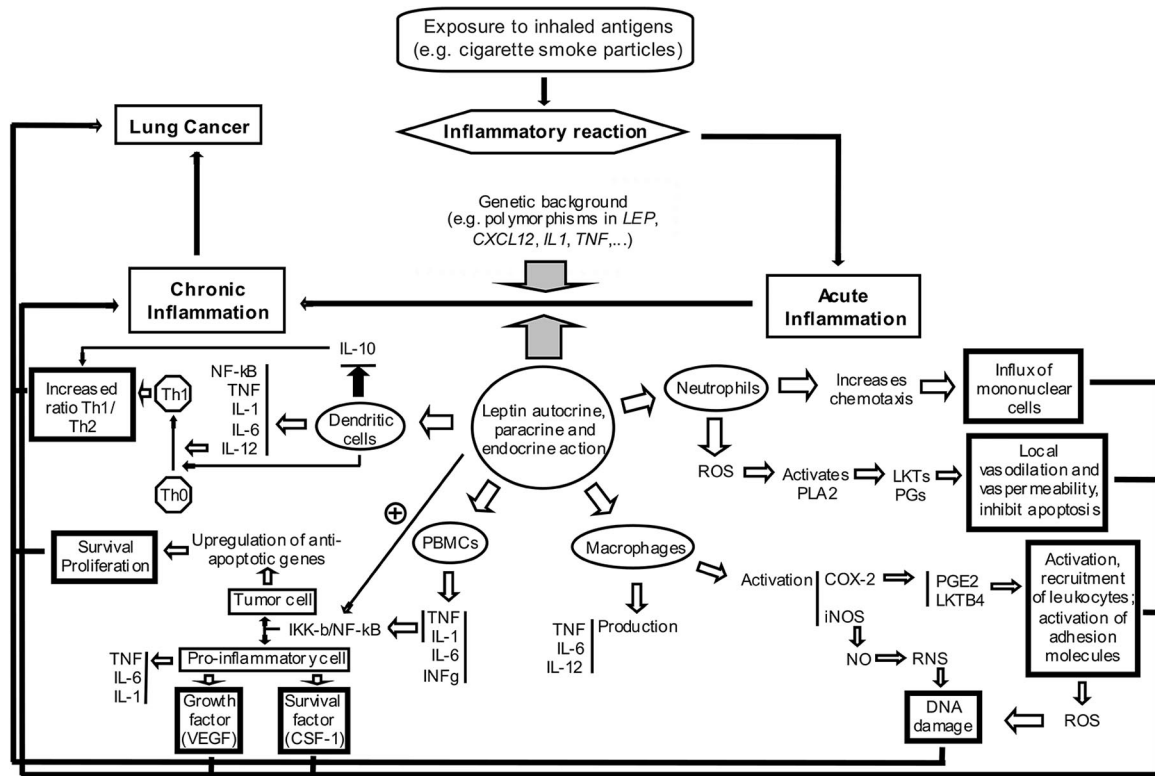 Exposure to inhaled antigens
(e.g. cigarette smoke particles)
Lung Cancer
Inflammatory reaction
Genetic background
(e.g. polymorphisms in LEP,
CXCL12, IL1, TNF,...)
Chronic
Inflammation
Acute
Inflammation
IL-10
Increased
ratio Th1/
Th2
Th1
Th0
NF-kB
TNF
IL-1
IL-6
IL-12
Dendritic
cells
Leptin autocrine,
paracrine and
endocrine action
Neutrophils
Increases
chemotaxis
Influx of
mononuclear
cells
ROS
Activates
PLA2
LKTs
PGs
Local
vasodilation and
vaspermeability,
inhibit apoptosis
+
Survival
Proliferation
Upregulation of anti-
apoptotic genes
Tumor cell
PBMCs
Macrophages
IKK-b/NF-kB
TNF
IL-1
IL-6
INFg
TNF
IL-6
IL-12
Production
Activation
COX-2
iNOS
PGE2
LKTB4
Activation,
recruitment
of leukocytes;
activation of
adhesion
molecules
NO
RNS
Pro-inflammatory cell
TNF
IL-6
IL-1
Growth
factor
(VEGF)
Survival
factor
(CSF-1)
DNA
damage
ROS